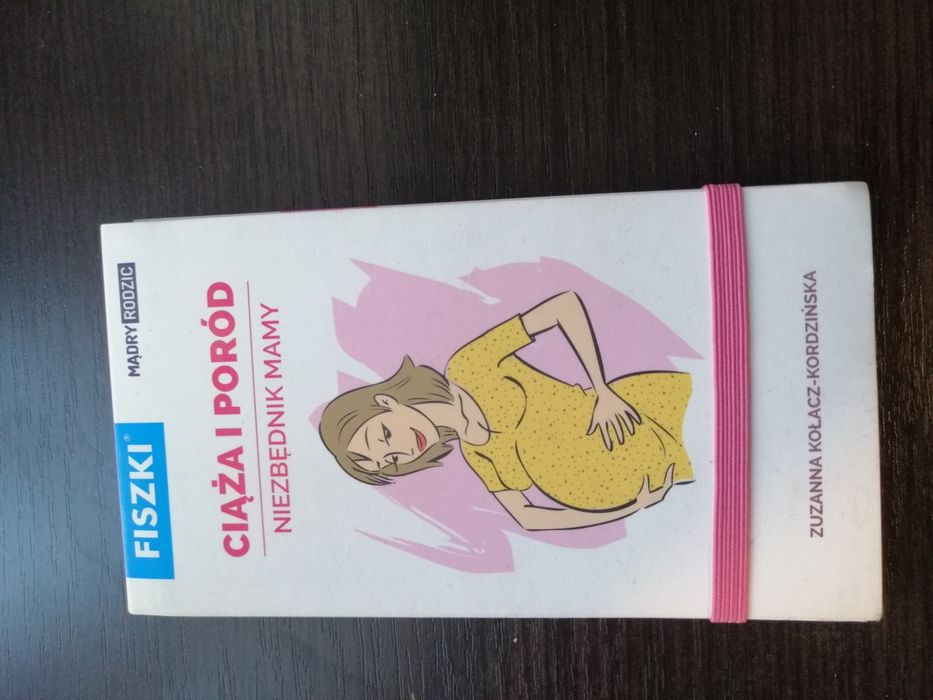 FISZKI®
MĄDRY RODZIC
CIĄŻA I PORÓD
NIEZBĘDNIK MAMY
ZUZANNA KOŁACZ-KORDZIŃSKA